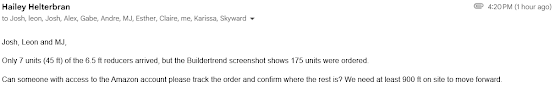 Hailey Helterbran
4:20 PM (1 hour ago)
to Josh, leon, Josh, Alex, Gabe, Andre, MJ, Esther, Claire, me, Karissa, Skyward
Josh, Leon and MJ,
Only 7 units (45 ft) of the 6.5 ft reducers arrived, but the Buildertrend screenshot shows 175 units were ordered.
Can someone with access to the Amazon account please track the order and confirm where the rest is? We need at least 900 ft on site to move forward.